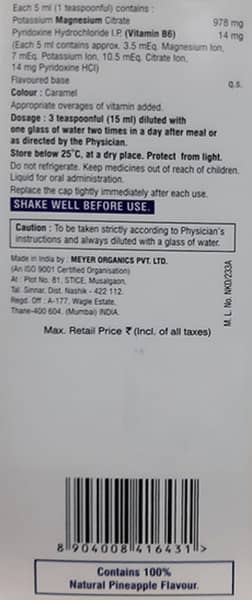 Each 5 ml (1 teaspoonful) contains :
Potassium Magnesium Citrate 978 mg
Pyridoxine Hydrochloride I.P. (Vitamin B6) 14 mg
(Each 5 ml contains approx. 3.5 mEq. Magnesium Ion,
7 mEq. Potassium Ion, 10.5 mEq. Citrate Ion,
14 mg Pyridoxine HCl)
Flavoured base q.s.
Colour : Caramel
Appropriate overages of vitamin added.
Dosage : 3 teaspoonful (15 ml) diluted with
one glass of water two times in a day after meal or
as directed by the Physician.
Store below 25°C, at a dry place. Protect from light.
Do not refrigerate. Keep medicines out of reach of children.
Liquid for oral administration.
Replace the cap tightly immediately after each use.
SHAKE WELL BEFORE USE.
Caution : To be taken strictly according to Physician's
instructions and always diluted with a glass of water.
Made in India by : MEYER ORGANICS PVT. LTD.
(An ISO 9001 Certified Organisation)
At : Plot No. 81, STICE, Musalgaon,
Tal. Sinnar, Dist. Nashik - 422 112.
Regd. Off : A-177, Wagle Estate,
Thane-400 604. (Mumbai) INDIA.
M. L. No. NKD/233A
Max. Retail Price ₹ (Incl. of all taxes)
8 904008 416431 >
Contains 100%
Natural Pineapple Flavour.